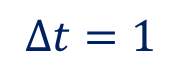 Δt = 1